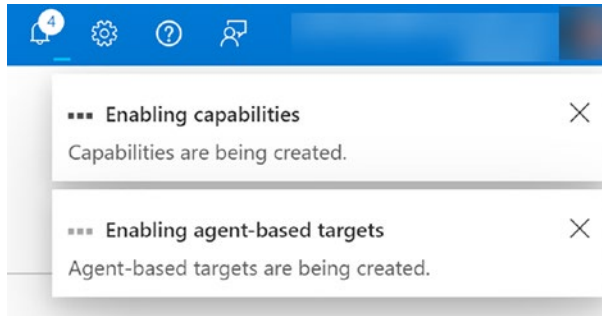 4
Enabling capabilities
Capabilities are being created.
Enabling agent-based targets
Agent-based targets are being created.